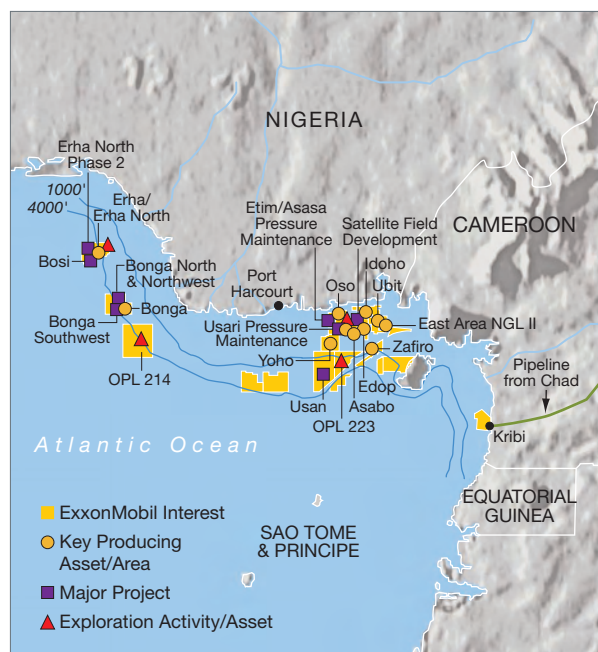 NIGERIA
Erha North
Phase 2
1000'
4000'
Erha/
Erha North
Etim/Asasa
Pressure
Maintenance
Satellite Field
Development
CAMEROON
Bosi
Bonga North
& Northwest
Port
Harcourt
Oso
Idoho
Ubit
Bonga
Southwest
Bonga
Usari Pressure
Maintenance
East Area NGL II
Yoho
Zafiro
Pipeline
from Chad
OPL 214
Usan
Edop
Asabo
OPL 223
Kribi
Atlantic Ocean
EQUATORIAL
GUINEA
SAO TOME
& PRINCIPE
ExxonMobil Interest
Key Producing
Asset/Area
Major Project
Exploration Activity/Asset